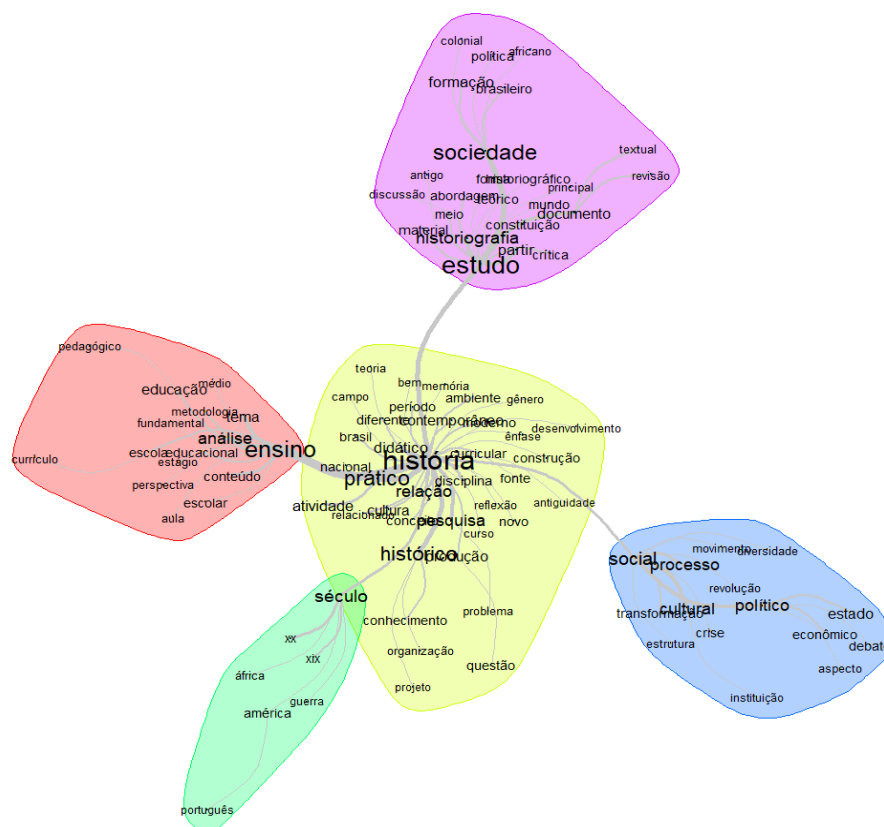 colonial
política
africano
formação
brasileiro
sociedade
textual
antigo
forma
historiográfico
principal
revisão
discussão
abordagem
teórico
mundo
meio
documento
material
constituição
historiografia
partir
crítica
estudo
pedagógico
médio
educação
metodologia
tema
fundamental
análise
ensino
escola
educacional
currículo
estágio
conteúdo
perspectiva
escolar
aula
teoria
bem
memória
campo
ambiente
gênero
período
diferente
contemporâneo
moderno
desenvolvimento
brasil
ênfase
didático
história
curricular
construção
nacional
prático
disciplina
fonte
relação
atividade
cultura
reflexão
antiguidade
relacionado
conceito
pesquisa
novo
curso
histórico
produção
problema
conhecimento
organização
questão
projeto
século
xx
xix
áfrica
guerra
américa
português
social
processo
movimento
diversidade
revolução
transformação
cultural
político
estado
crise
econômico
estrutura
debate
aspecto
instituição